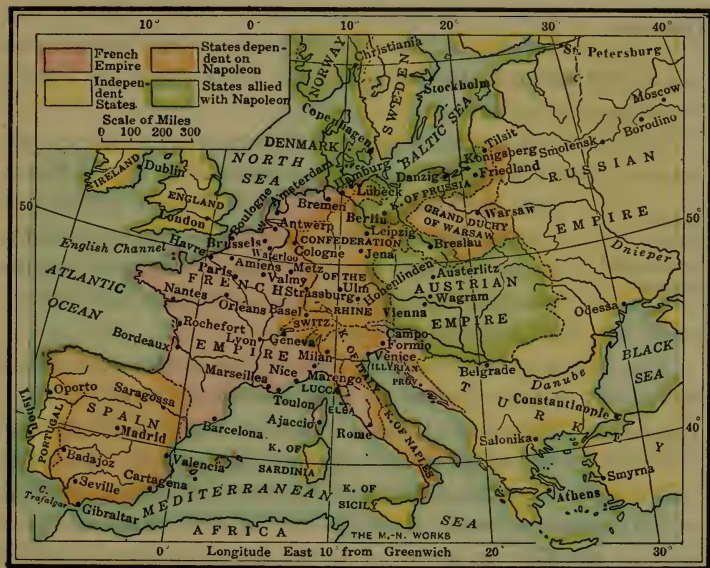 10° 0° 10° 20° 30° 40°
French Empire
States dependent on Napoleon
Independent States
States allied with Napoleon
Scale of Miles
0 100 200 300
NORWAY
Christiania
SWEDEN
Stockholm
St. Petersburg
Moscow
Borodino
Copenhagen
BALTIC SEA
Tilsit
Smolensk
DENMARK
NORTH SEA
Königsberg
Friedland
RUSSIAN
EMPIRE
IRELAND
Dublin
ENGLAND
London
Amsterdam
Hamburg
Lübeck
Danzig
K. OF PRUSSIA
Bremen
Berlin
Warsaw
GRAND DUCHY OF WARSAW
50
50
Boulogne
Antwerp
Leipzig
Breslau
English Channel
Havre
Brussels
Waterloo
Cologne
CONFEDERATION
OF THE
RHINE
Jena
Dnieper
ATLANTIC OCEAN
Paris
Amiens
Metz
Valmy
Hohenlinden
Austerlitz
FRENCH
EMPIRE
Strassburg
Ulm
AUSTRIAN
EMPIRE
Wagram
Nantes
Orléans
Basel
Vienna
Odessa
SWITZ.
Rochefort
Lyon
Geneva
Campo Formio
Bordeaux
Milan
Venice
BLACK SEA
Marseilles
Nice
Marengo
K. OF ITALY
ILLYRIAN PROV.
Belgrade
Danube
LUCCA
Toulon
TURKEY
Oporto
Saragossa
Ajaccio
ELBA
Constantinople
Lisbon
PORTUGAL
SPAIN
Madrid
Barcelona
Rome
K. OF NAPLES
Salonika
40
40
Badajoz
Valencia
K. OF SARDINIA
Seville
Cartagena
MEDITERRANEAN
SEA
K. OF SICILY
Athens
Smyrna
C. Trafalgar
Gibraltar
AFRICA
THE M.-N. WORKS
0° Longitude East 10° from Greenwich 20° 30°